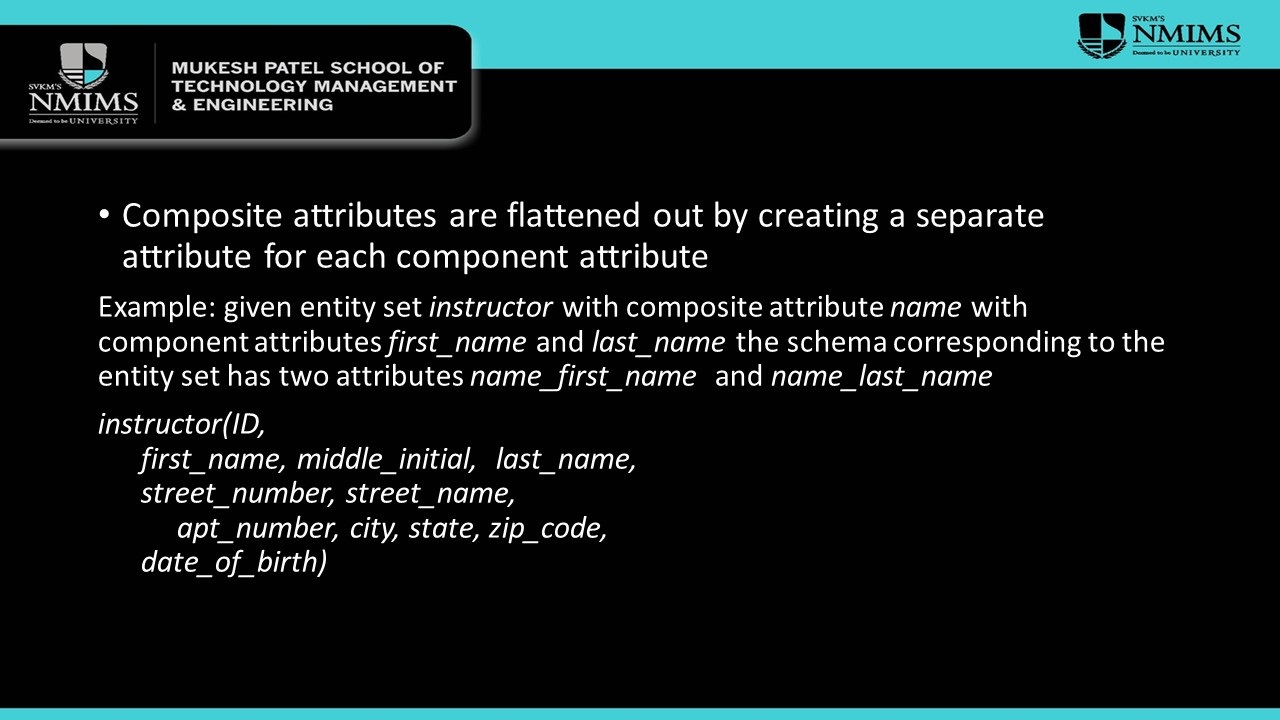 SVKM'S
NMIMS
Deemed to be UNIVERSITY
MUKESH PATEL SCHOOL OF
TECHNOLOGY MANAGEMENT
& ENGINEERING
SVKM'S
NMIMS
Deemed to be UNIVERSITY
• Composite attributes are flattened out by creating a separate
attribute for each component attribute
Example: given entity set instructor with composite attribute name with
component attributes first_name and last_name the schema corresponding to the
entity set has two attributes name_first_name and name_last_name
instructor(ID,
first_name, middle_initial, last_name,
street_number, street_name,
apt_number, city, state, zip_code,
date_of_birth)